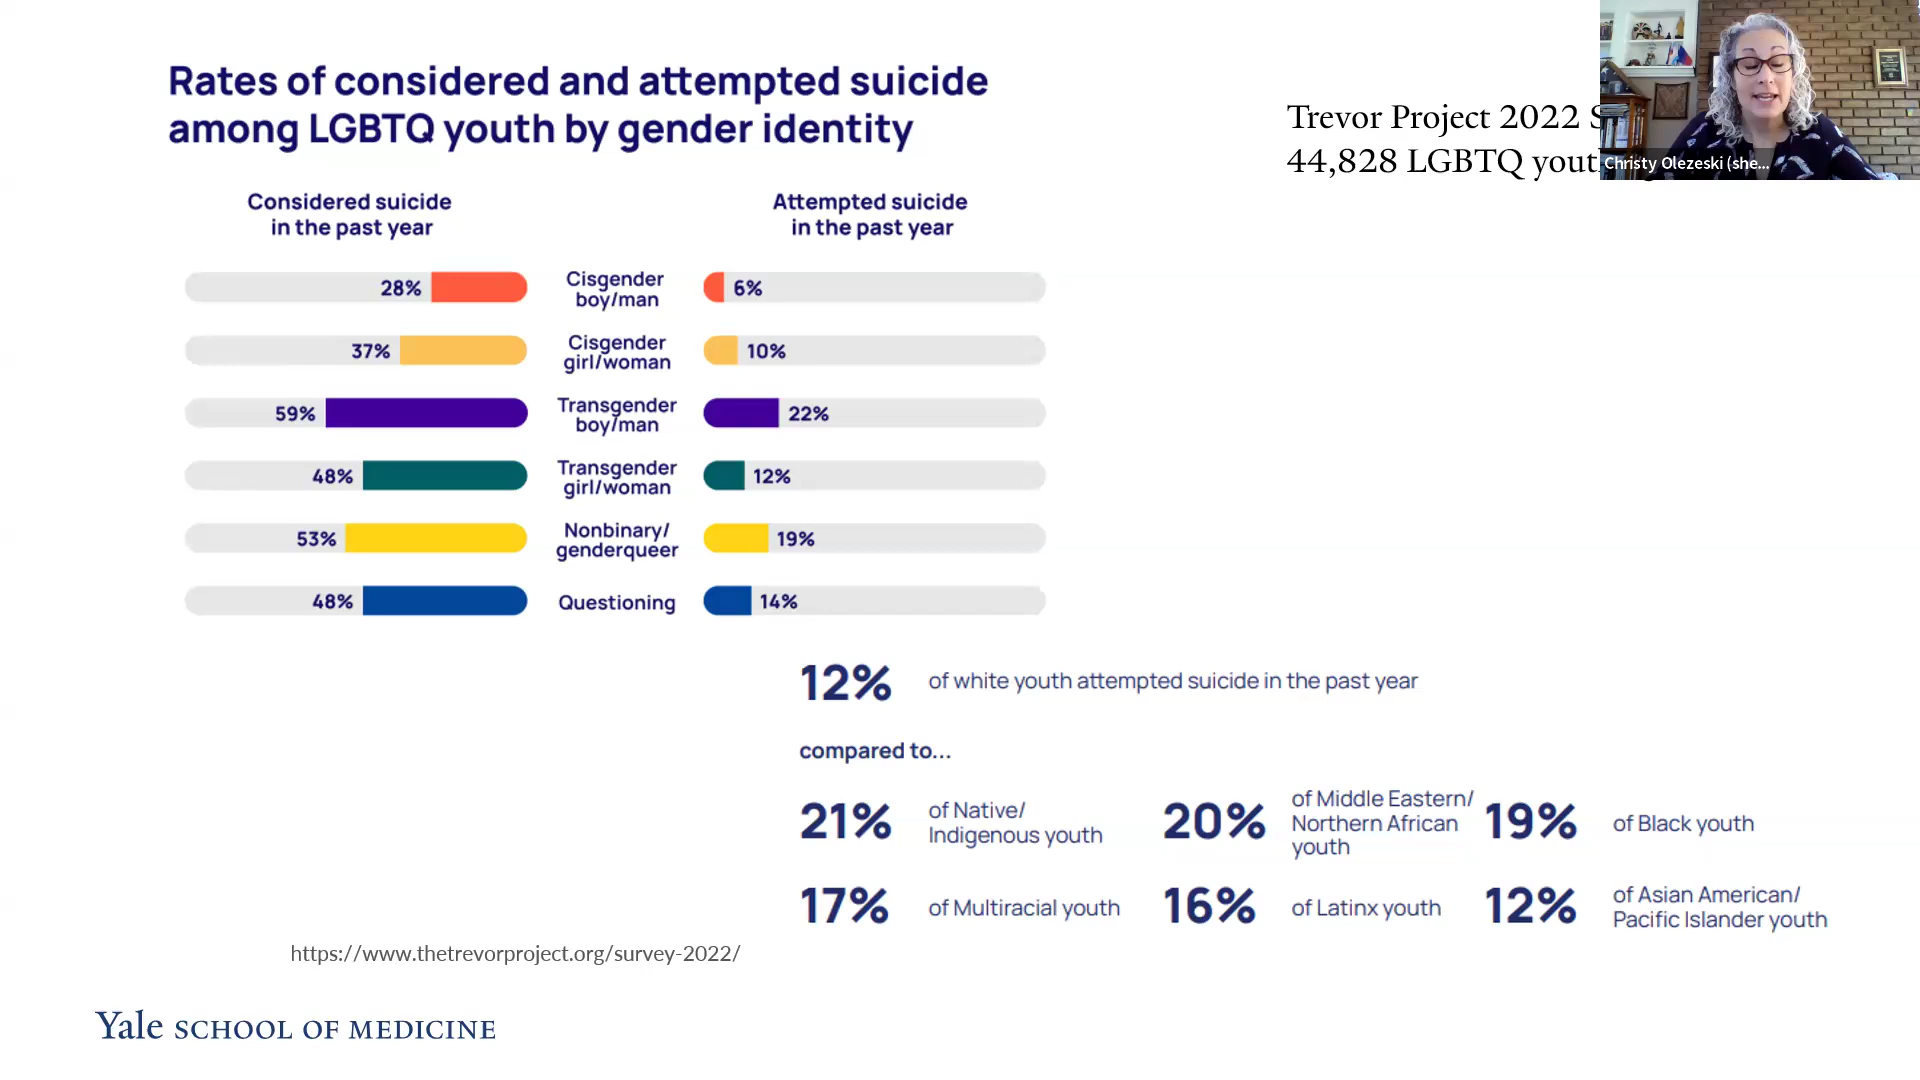 Rates of considered and attempted suicide
among LGBTQ youth by gender identity
Trevor Project 2022
44,828 LGBTQ
Christy Olezeski (she...
Considered suicide
in the past year
Attempted suicide
in the past year
28%
Cisgender
boy/man
6%
37%
Cisgender
girl/woman
10%
59%
Transgender
boy/man
22%
48%
Transgender
girl/woman
12%
53%
Nonbinary/
genderqueer
19%
48%
Questioning
14%
12% of white youth attempted suicide in the past year
compared to...
21% of Native/
Indigenous youth
20% of Middle Eastern/
Northern African
youth
19% of Black youth
17% of Multiracial youth
16% of Latinx youth
12% of Asian American/
Pacific Islander youth
https://www.thetrevorproject.org/survey-2022/
Yale SCHOOL OF MEDICINE